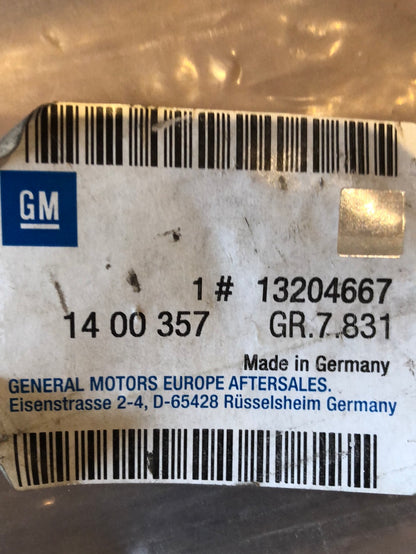 GM
1 # 13204667
14 00 357 GR.7.831
Made in Germany
GENERAL MOTORS EUROPE AFTERSALES.
Eisenstrasse 2-4, D-65428 Rüsselsheim Germany